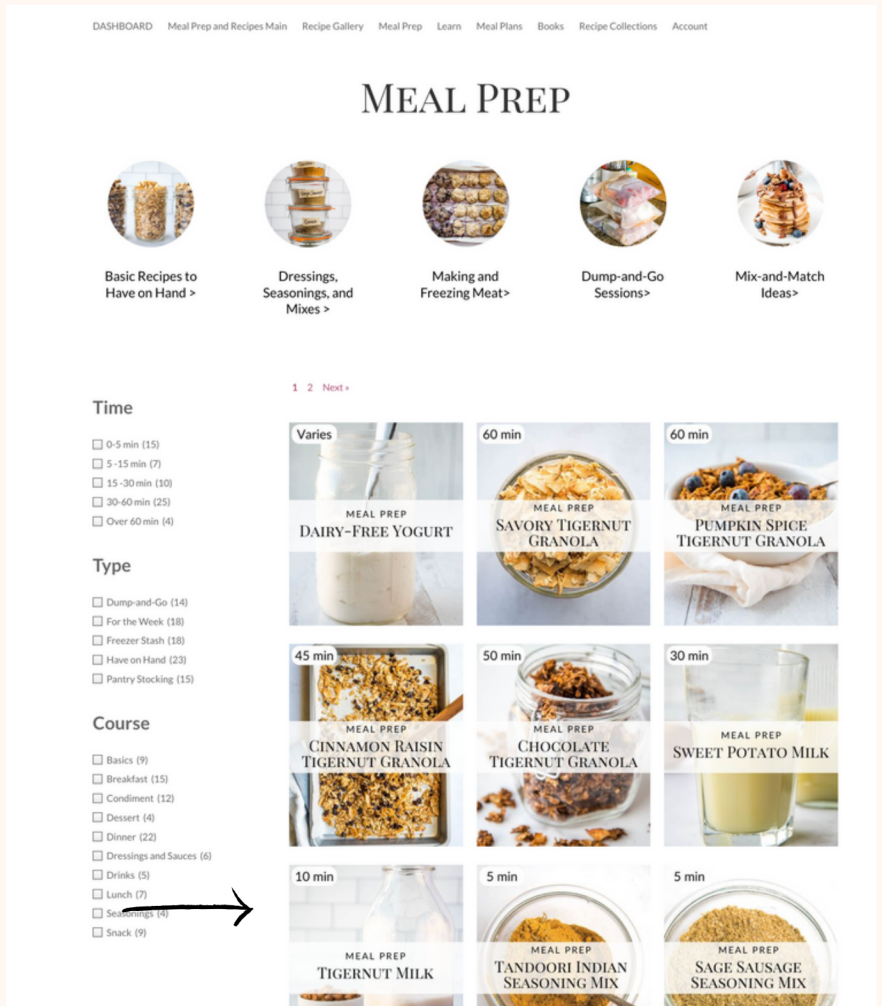 DASHBOARD Meal Prep and Recipes Main Recipe Gallery Meal Prep Learn Meal Plans Books Recipe Collections Account
MEAL PREP
Basic Recipes to
Have on Hand >
Dressings,
Seasonings, and
Mixes >
Making and
Freezing Meat>
Dump-and-Go
Sessions>
Mix-and-Match
Ideas>
1 2 Next »
Time
0-5 min (15)
5 -15 min (7)
15 -30 min (10)
30-60 min (25)
Over 60 min (4)
Type
Dump-and-Go (14)
For the Week (18)
Freezer Stash (18)
Have on Hand (23)
Pantry Stocking (15)
Course
Basics (9)
Breakfast (15)
Condiment (12)
Dessert (4)
Dinner (22)
Dressings and Sauces (6)
Drinks (5)
Lunch (7)
Seasonings (4)
Snack (9)
Varies
MEAL PREP
DAIRY-FREE YOGURT
60 min
MEAL PREP
SAVORY TIGERNUT
GRANOLA
60 min
MEAL PREP
PUMPKIN SPICE
TIGERNUT GRANOLA
45 min
MEAL PREP
CINNAMON RAISIN
TIGERNUT GRANOLA
50 min
MEAL PREP
CHOCOLATE
TIGERNUT GRANOLA
30 min
MEAL PREP
SWEET POTATO MILK
10 min
MEAL PREP
TIGERNUT MILK
5 min
MEAL PREP
TANDOORI INDIAN
SEASONING MIX
5 min
MEAL PREP
SAGE SAUSAGE
SEASONING MIX